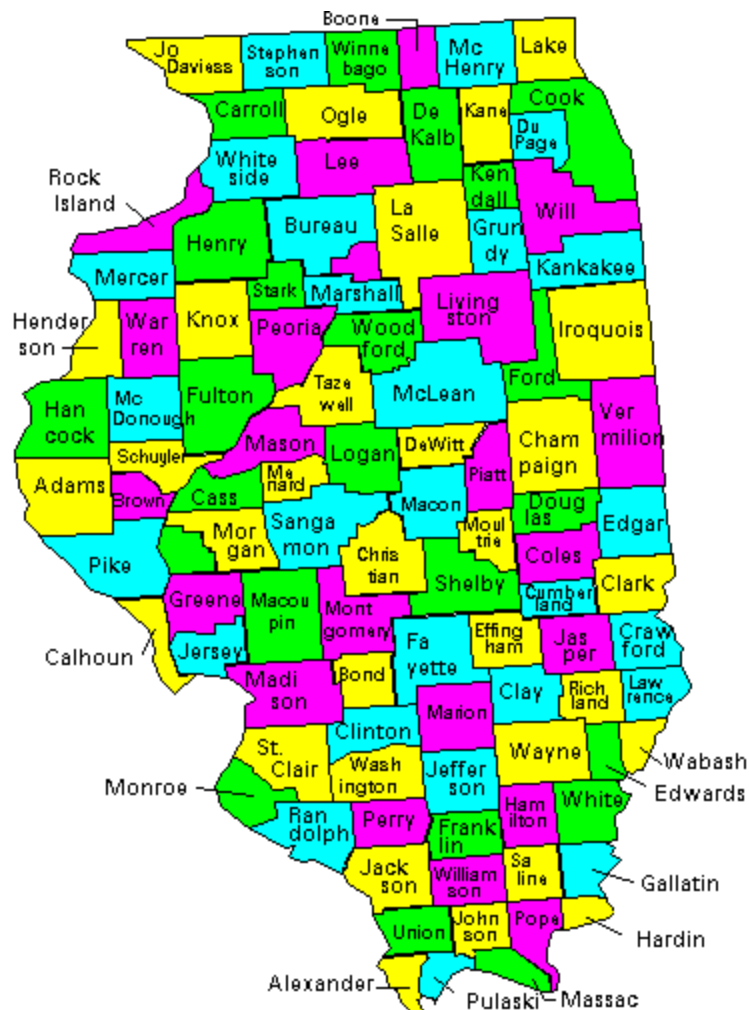 Boone
Jo
Daviess
Stephen
son
Winne
bago
Mc
Henry
Lake
Carroll
Ogle
De
Kalb
Kane
Cook
Du
Page
White
side
Lee
Rock
Island
Ken
dall
Will
Bureau
La
Salle
Henry
Grun
dy
Mercer
Kankakee
Stark
Marshall
Living
ston
Hender
son
War
ren
Knox
Peoria
Wood
ford
Iroquois
Taze
well
McLean
Ford
Han
cock
Mc
Donough
Fulton
Ver
milion
Mason
Logan
DeWitt
Cham
paign
Schuyler
Adams
Me
nard
Piatt
Brown
Cass
Macon
Doug
las
Edgar
Mor
gan
Sanga
mon
Moul
trie
Pike
Chris
tian
Coles
Shelby
Clark
Greene
Macou
pin
Mont
gomery
Cumber
land
Calhoun
Jersey
Fa
yette
Effing
ham
Jas
per
Craw
ford
Madi
son
Bond
Clay
Rich
land
Law
rence
Marion
Clinton
St.
Clair
Wash
ington
Wayne
Wabash
Jeffer
son
Edwards
Monroe
Ran
dolph
Perry
Frank
lin
Ham
ilton
White
Jack
son
William
son
Sa
line
Gallatin
Union
John
son
Pope
Hardin
Alexander
Pulaski
Massac